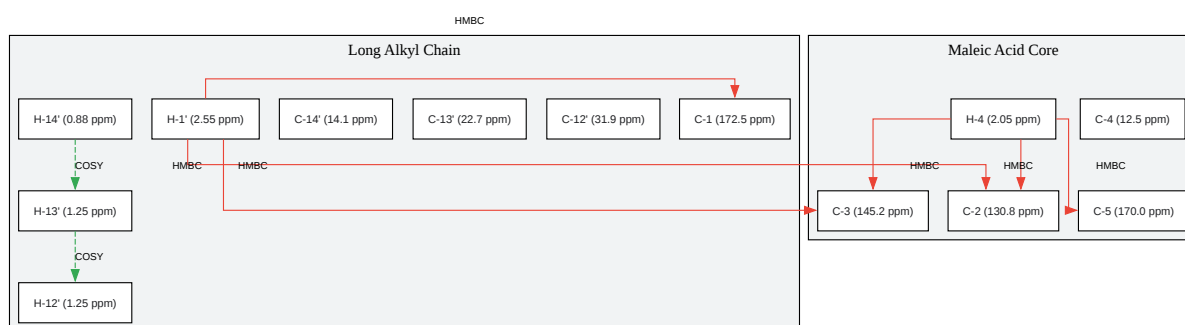 HMBC
Long Alkyl Chain
Maleic Acid Core
H-14' (0.88 ppm)
H-1' (2.55 ppm)
C-14' (14.1 ppm)
C-13' (22.7 ppm)
C-12' (31.9 ppm)
C-1 (172.5 ppm)
H-4 (2.05 ppm)
C-4 (12.5 ppm)
COSY
HMBC
HMBC
HMBC
HMBC
HMBC
H-13' (1.25 ppm)
C-3 (145.2 ppm)
C-2 (130.8 ppm)
C-5 (170.0 ppm)
COSY
H-12' (1.25 ppm)